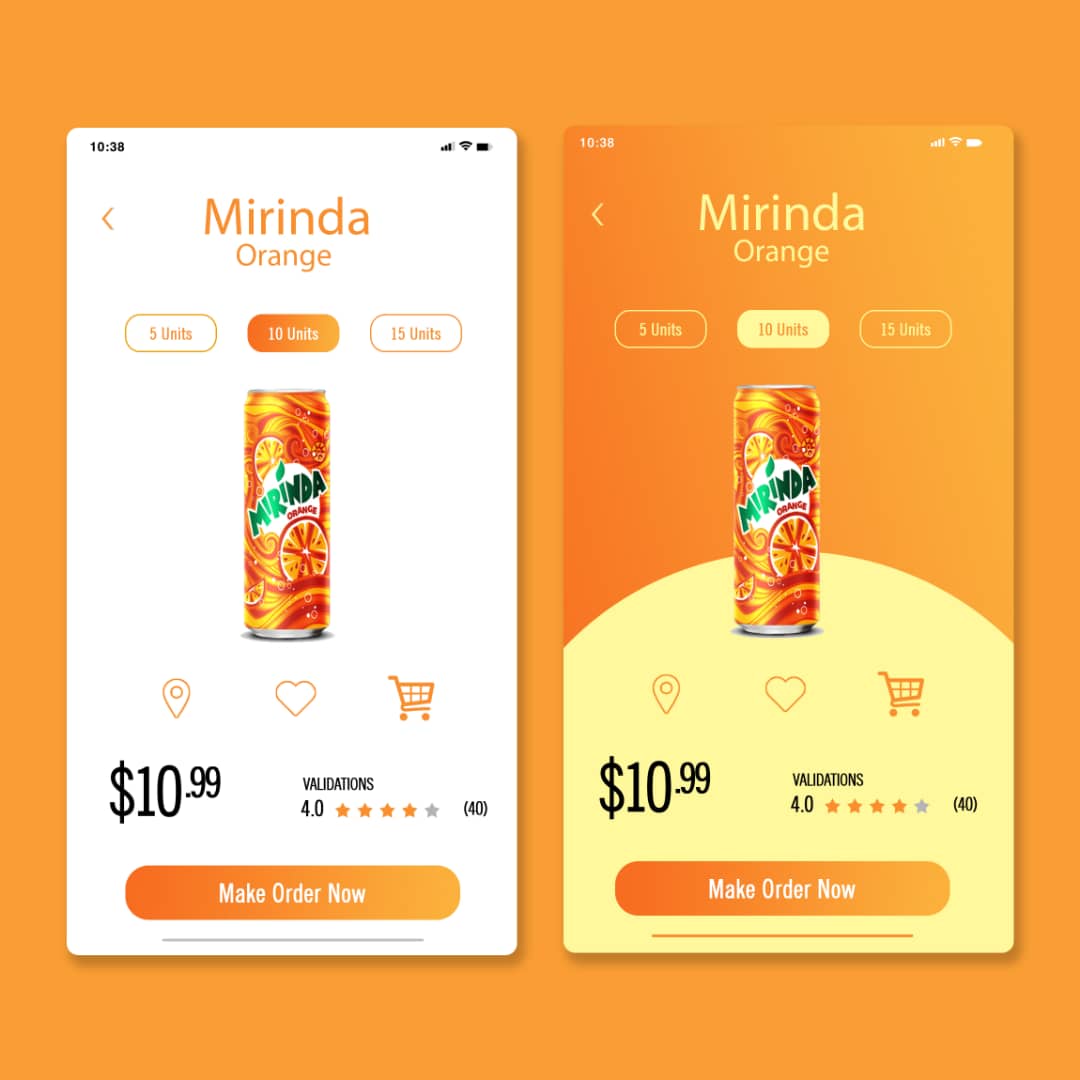 10:38
Mirinda
Orange
5 Units
10 Units
15 Units
MIRINDA
ORANGE
$10.99
VALIDATIONS
4.0
(40)
Make Order Now
10:38
Mirinda
Orange
5 Units
10 Units
15 Units
MIRINDA
ORANGE
$10.99
VALIDATIONS
4.0
(40)
Make Order Now